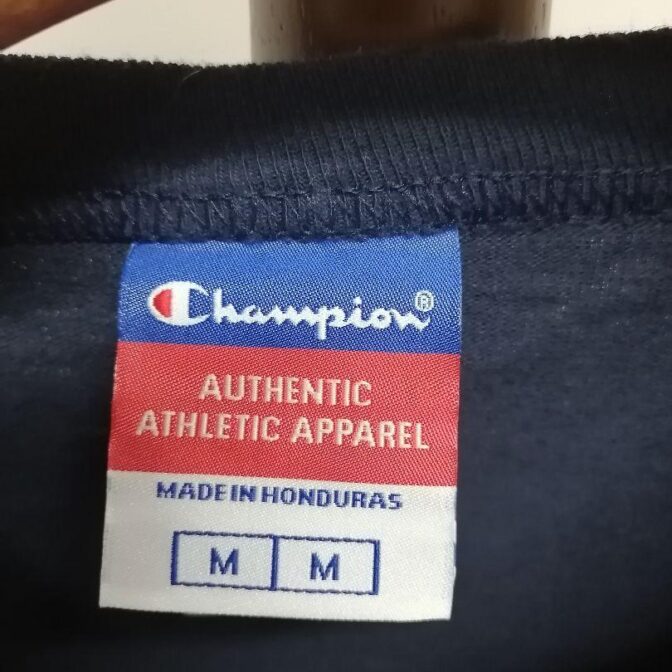 Champion®
AUTHENTIC
ATHLETIC APPAREL
MADE IN HONDURAS
M M